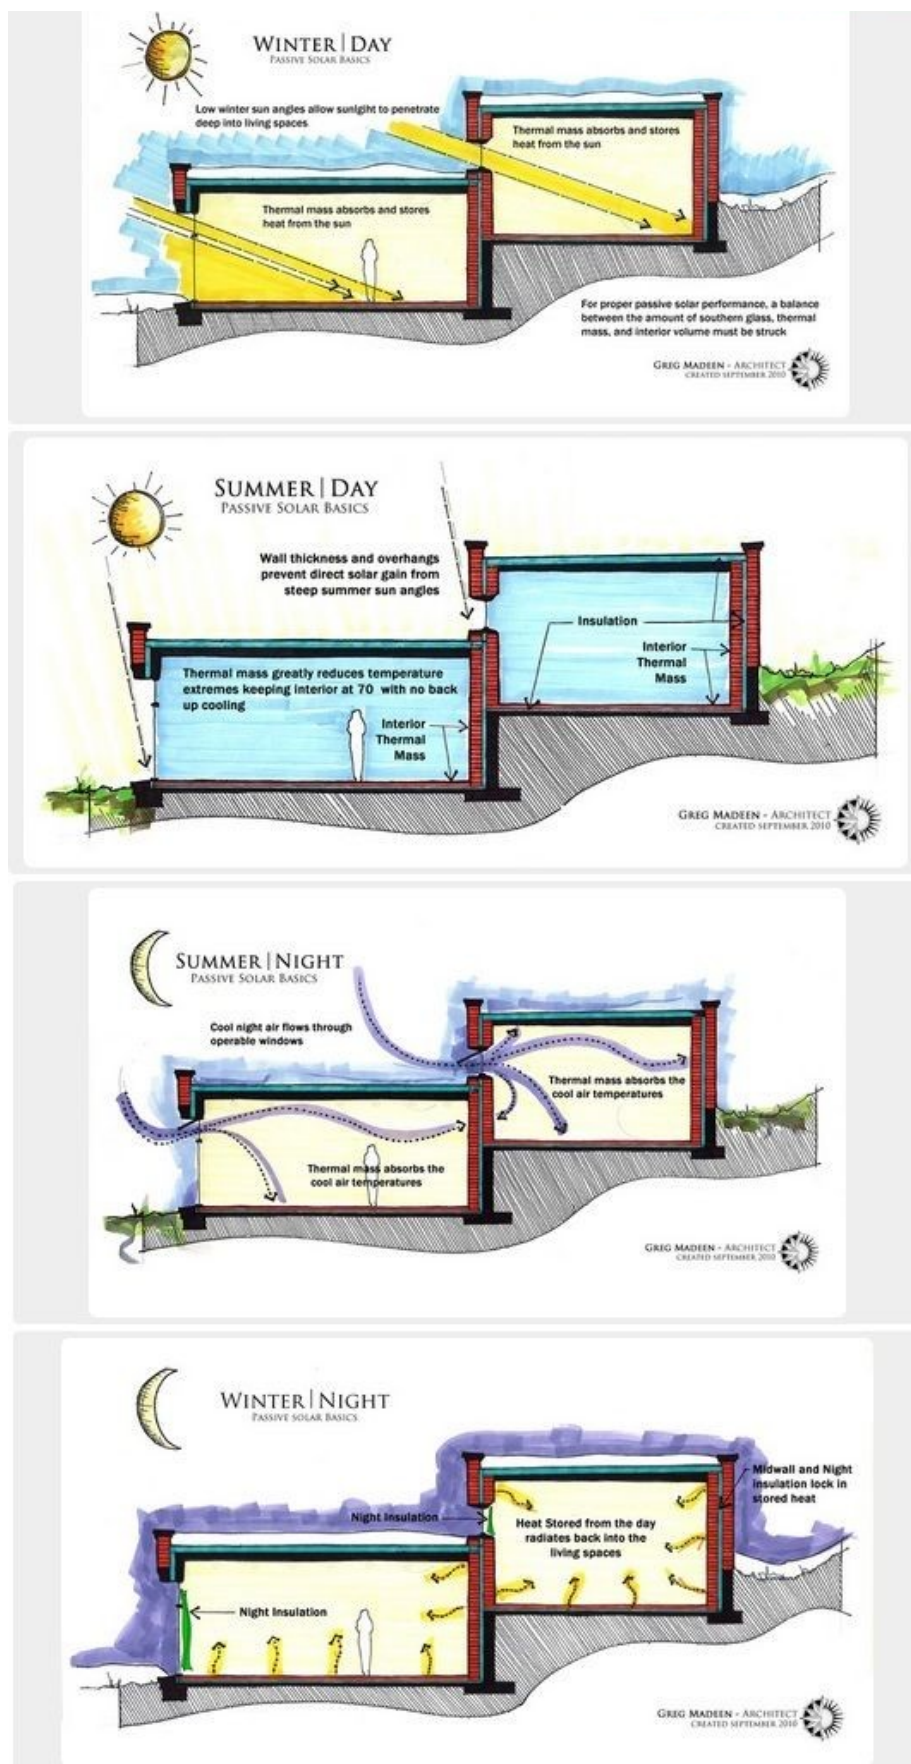 WINTER|DAY
PASSIVE SOLAR BASICS
Low winter sun angles allow sunlight to penetrate
deep into living spaces
Thermal mass absorbs and stores
heat from the sun
Thermal mass absorbs and stores
heat from the sun
For proper passive solar performance, a balance
between the amount of southern glass, thermal
mass, and interior volume must be struck
GREG MADEEN - ARCHITECT
CREATED SEPTEMBER 2010
SUMMER|DAY
PASSIVE SOLAR BASICS
Wall thickness and overhangs
prevent direct solar gain from
steep summer sun angles
Insulation
Interior
Thermal
Mass
Thermal mass greatly reduces temperature
extremes keeping interior at 70 with no back
up cooling
Interior
Thermal
Mass
GREG MADEEN - ARCHITECT
CREATED SEPTEMBER 2010
SUMMER|NIGHT
PASSIVE SOLAR BASICS
Cool night air flows through
operable windows
Thermal mass absorbs the
cool air temperatures
Thermal mass absorbs the
cool air temperatures
GREG MADEEN - ARCHITECT
CREATED SEPTEMBER 2010
WINTER|NIGHT
PASSIVE SOLAR BASICS
Midwall and Night
insulation lock in
stored heat
Night Insulation
Heat Stored from the day
radiates back into the
living spaces
Night Insulation
GREG MADEEN - ARCHITECT
CREATED SEPTEMBER 2010